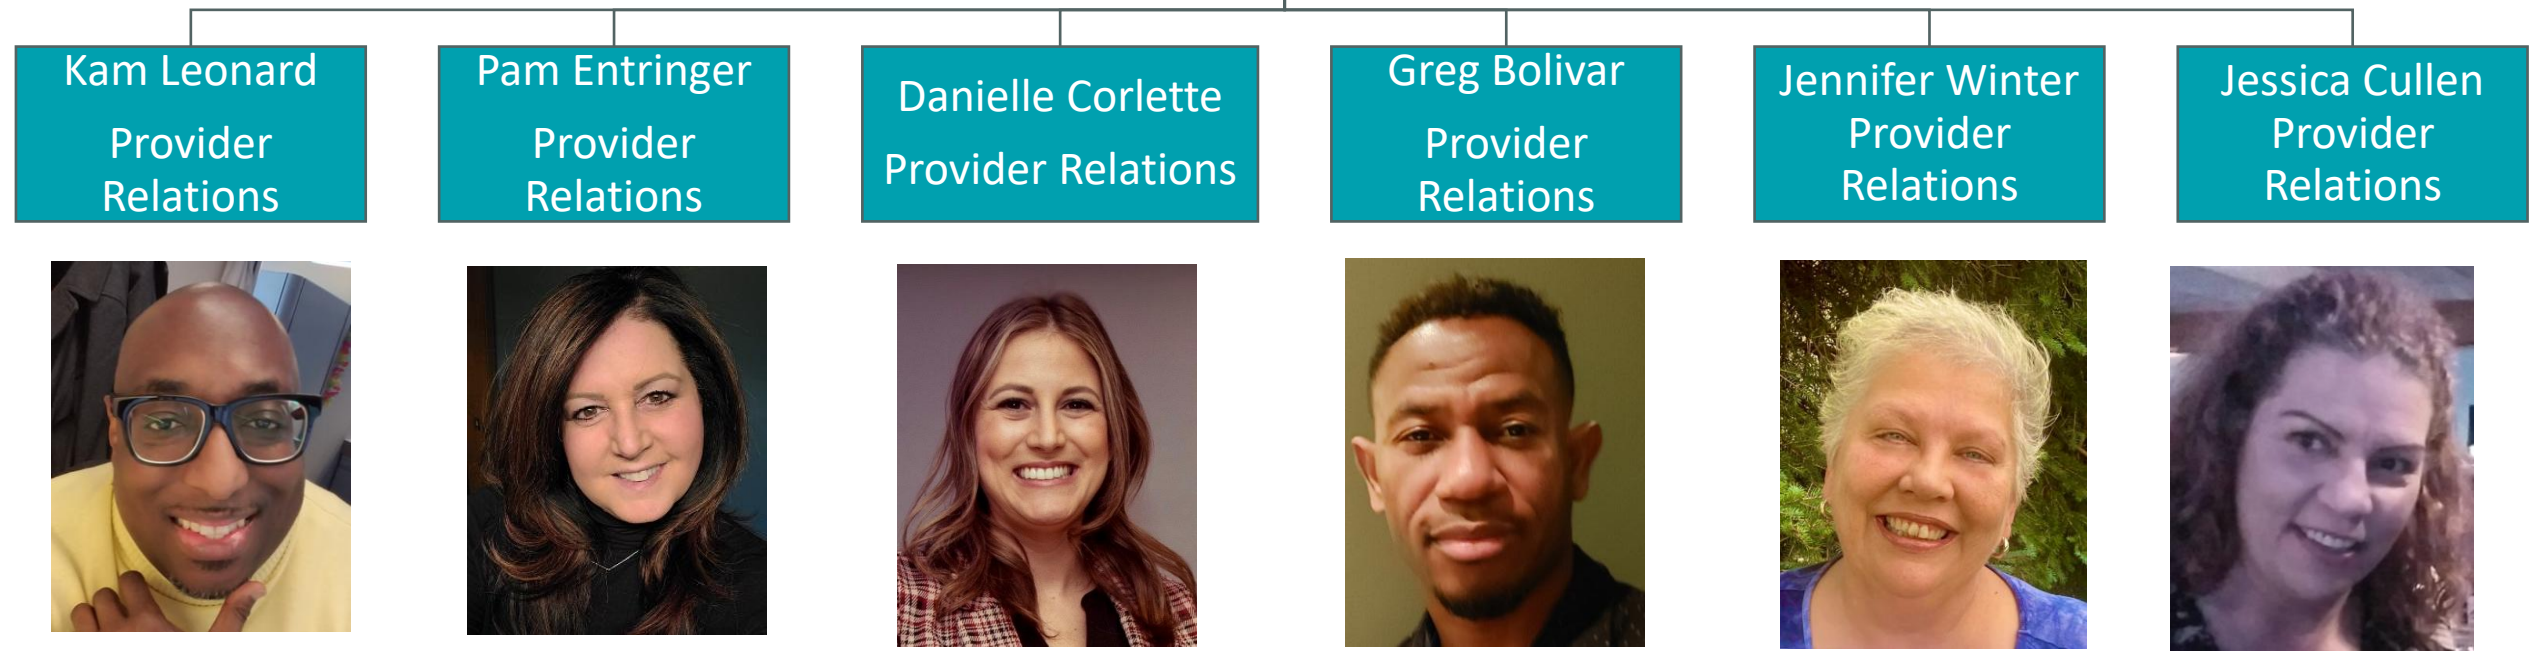 Kam Leonard
Provider
Relations
Pam Entringer
Provider
Relations
Danielle Corlette
Provider Relations
Greg Bolivar
Provider
Relations
Jennifer Winter
Provider
Relations
Jessica Cullen
Provider
Relations